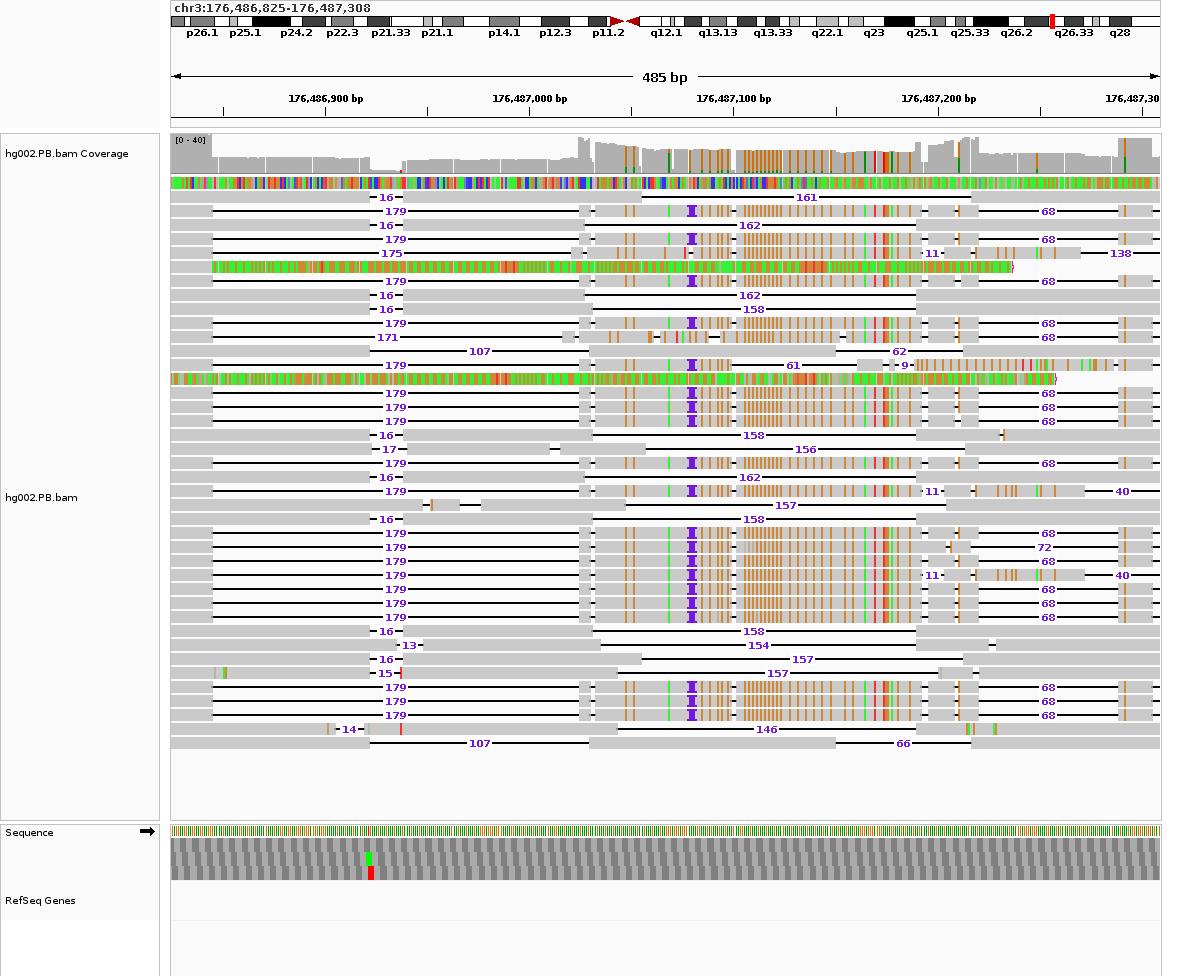 chr3:176,486,825-176,487,308
p26.1 p25.1 p24.2 p22.3 p21.33 p21.1 p14.1 p12.3 p11.2 q12.1 q13.13 q13.33 q22.1 q23 q25.1 q25.33 q26.2 q26.33 q28
485 bp
176,486,900 bp 176,487,000 bp 176,487,100 bp 176,487,200 bp 176,487,30
hg002.PB.bam Coverage
[0 - 40]
16 161
179 68
16 162
179 68
175 11 138
179 68
16 162
16 158
179 68
171 68
107 62
179 61 9
179 68
179 68
179 68
16 158
17 156
179 68
16 162
179 11 40
157
hg002.PB.bam
16 158
179 68
179 72
179 68
179 11 40
179 68
179 68
179 68
16 158
13 154
16 157
15 157
179 68
179 68
179 68
14 146
107 66
Sequence
RefSeq Genes